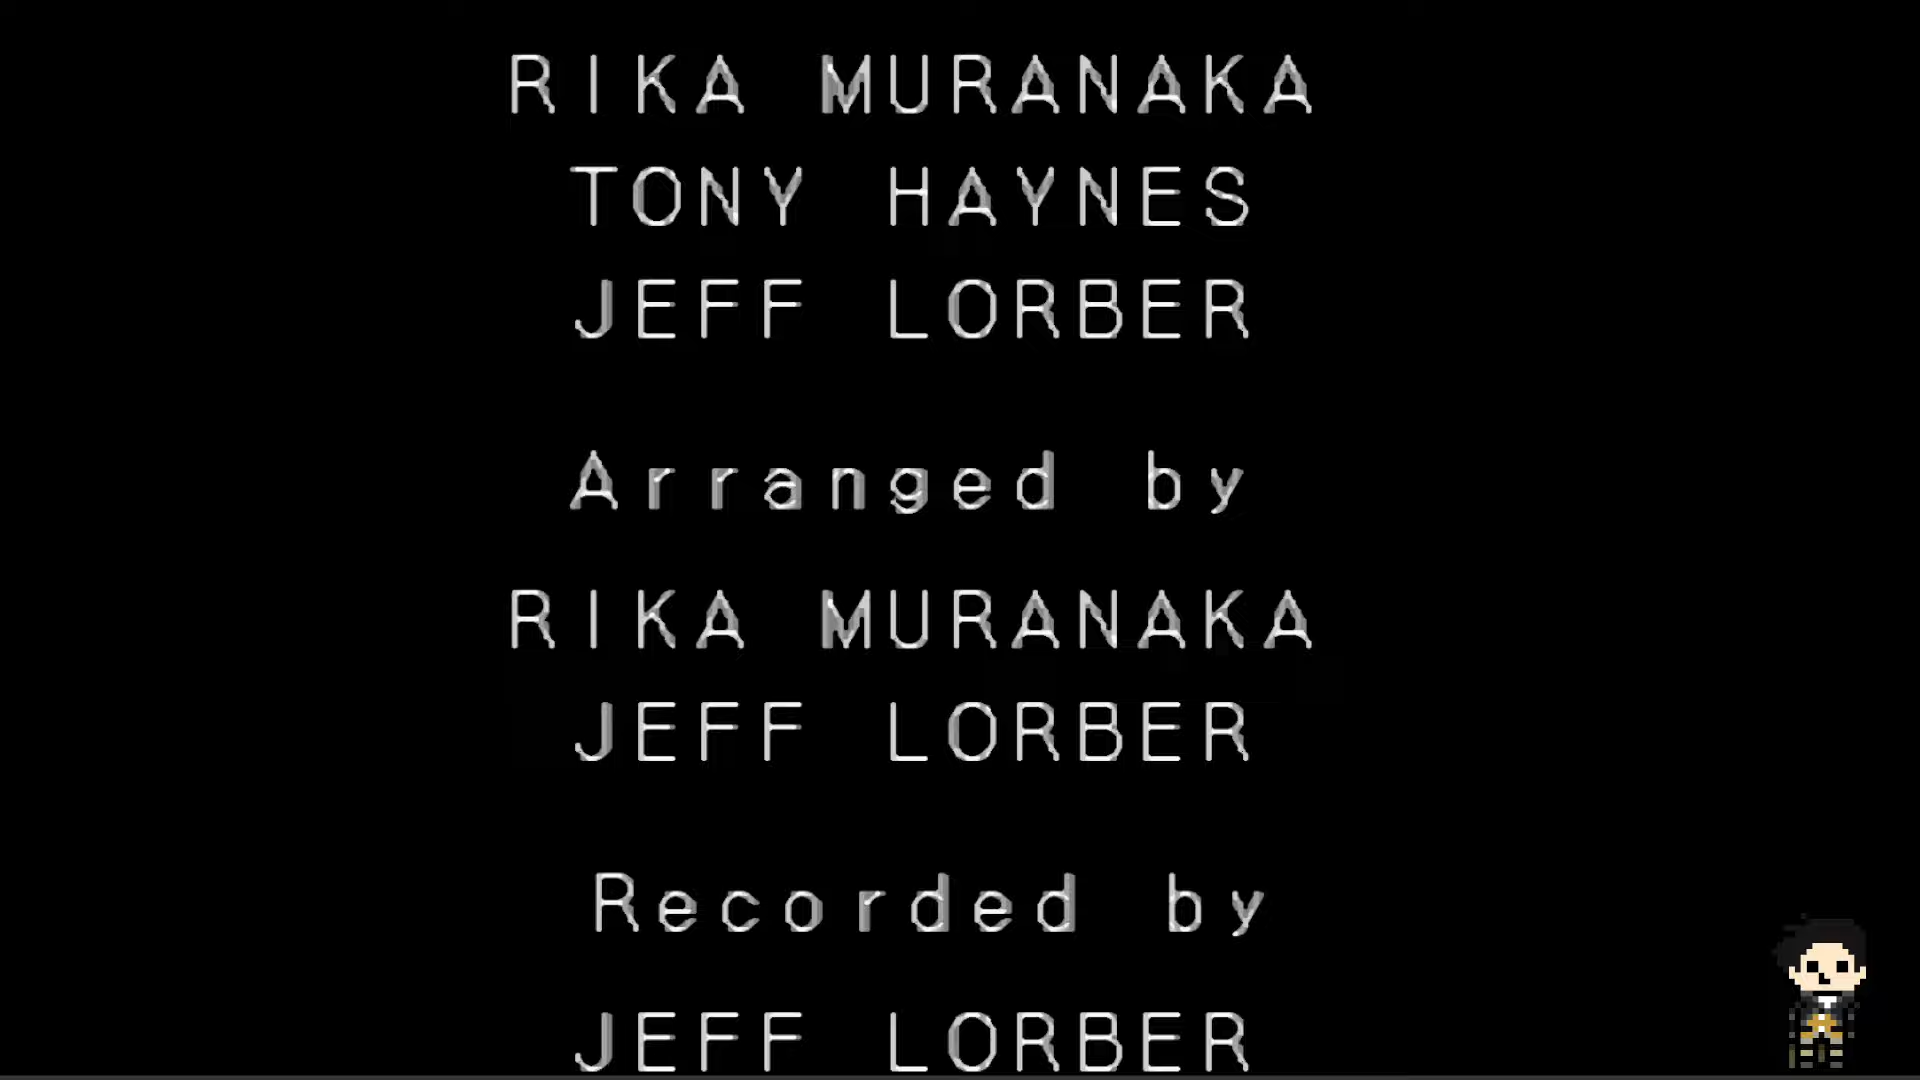 RIKA MURANAKA
TONY HAYNES
JEFF LORBER
Arranged by
RIKA MURANAKA
JEFF LORBER
Recorded by
JEFF LORBER